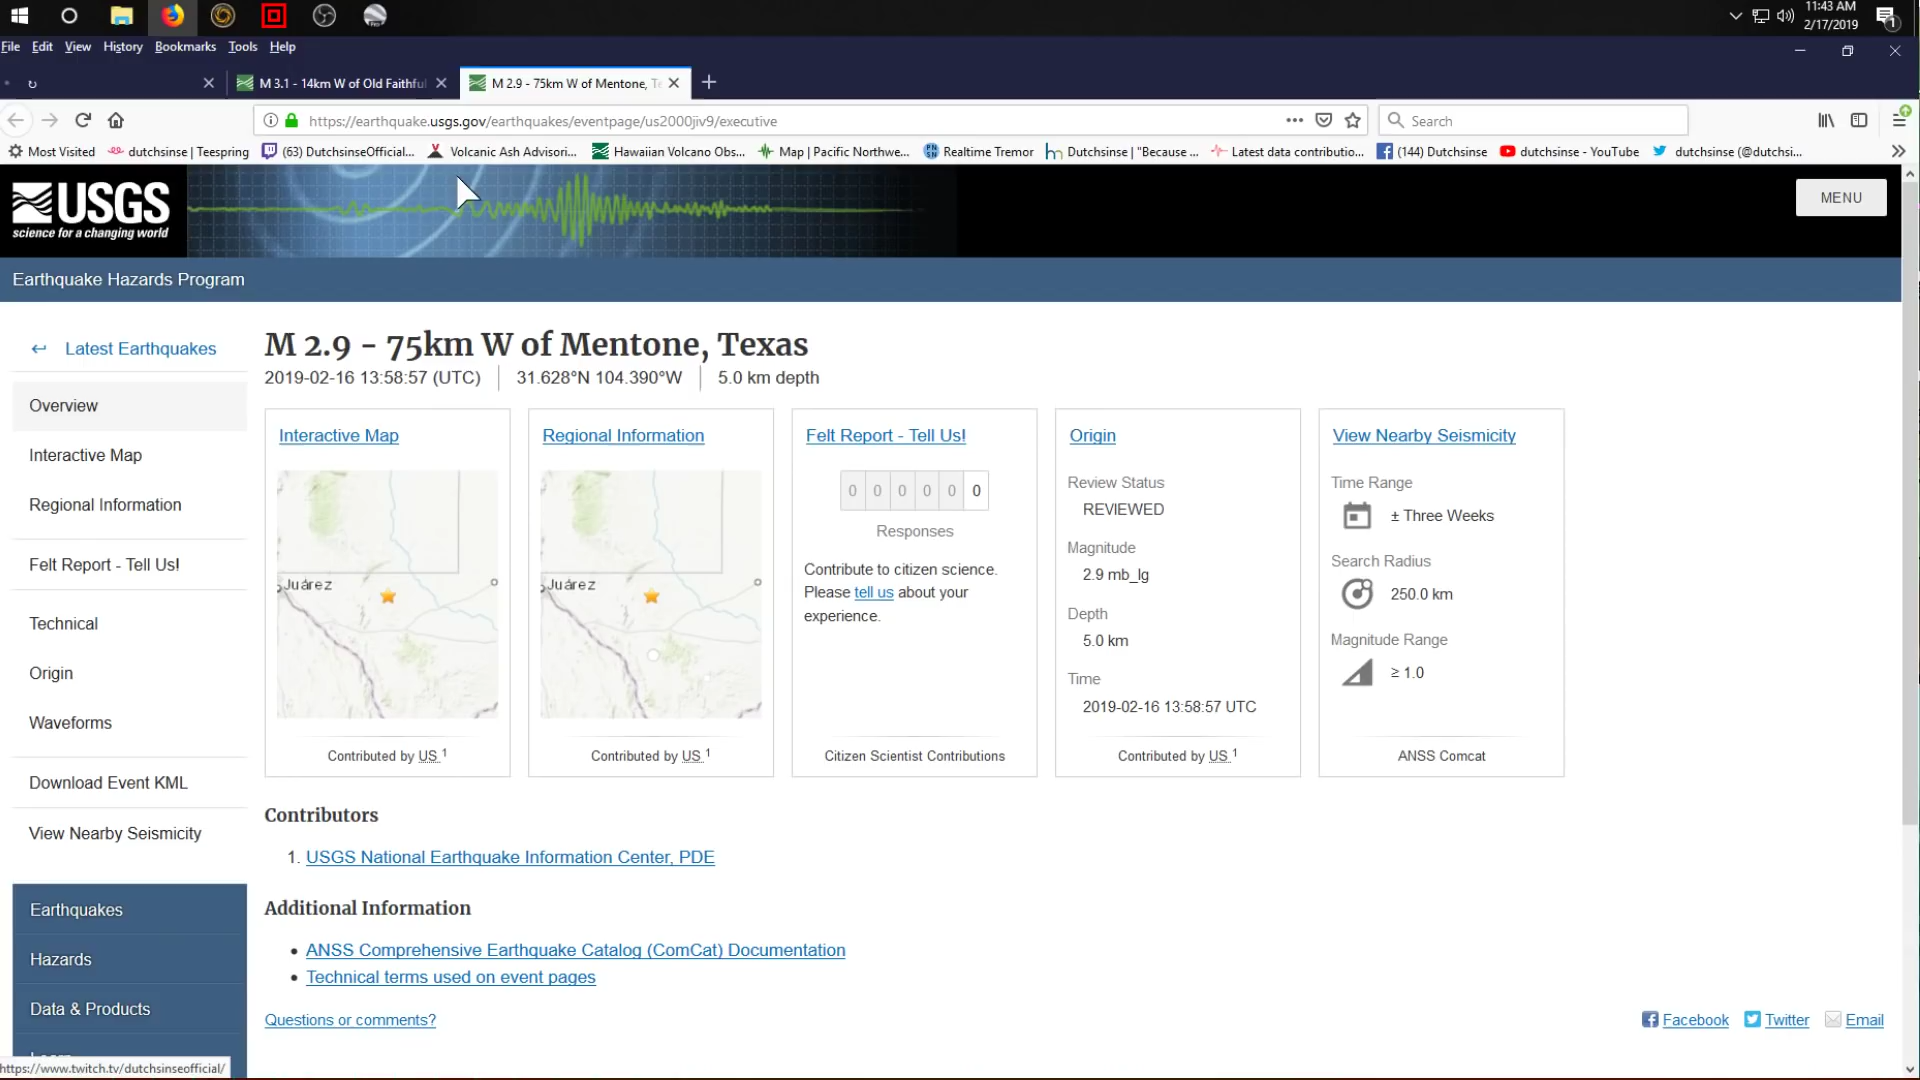 11:43 AM
2/17/2019
1
File Edit View History Bookmarks Tools Help
M 3.1 - 14km W of Old Faithful
M 2.9 - 75km W of Mentone, Te
https://earthquake.usgs.gov/earthquakes/eventpage/us2000jiv9/executive
Search
Most Visited dutchsinse | Teespring (63) DutchsinseOfficial... Volcanic Ash Advisori... Hawaiian Volcano Obs... Map | Pacific Northwe... Realtime Tremor Dutchsinse | "Because ... Latest data contributio... (144) Dutchsinse dutchsinse - YouTube dutchsinse (@dutchsi...
USGS
science for a changing world
MENU
Earthquake Hazards Program
Latest Earthquakes
Overview
Interactive Map
Regional Information
Felt Report - Tell Us!
Technical
Origin
Waveforms
Download Event KML
View Nearby Seismicity
Earthquakes
Hazards
Data & Products
https://www.twitch.tv/dutchsinseofficial/
M 2.9 - 75km W of Mentone, Texas
2019-02-16 13:58:57 (UTC) 31.628°N 104.390°W 5.0 km depth
Interactive Map
Juárez
Contributed by US 1
Regional Information
Juárez
Contributed by US 1
Felt Report - Tell Us!
0 0 0 0 0 0
Responses
Contribute to citizen science.
Please tell us about your
experience.
Citizen Scientist Contributions
Origin
Review Status
REVIEWED
Magnitude
2.9 mb_lg
Depth
5.0 km
Time
2019-02-16 13:58:57 UTC
Contributed by US 1
View Nearby Seismicity
Time Range
± Three Weeks
Search Radius
250.0 km
Magnitude Range
≥ 1.0
ANSS Comcat
Contributors
1. USGS National Earthquake Information Center, PDE
Additional Information
• ANSS Comprehensive Earthquake Catalog (ComCat) Documentation
• Technical terms used on event pages
Questions or comments?
Facebook Twitter Email